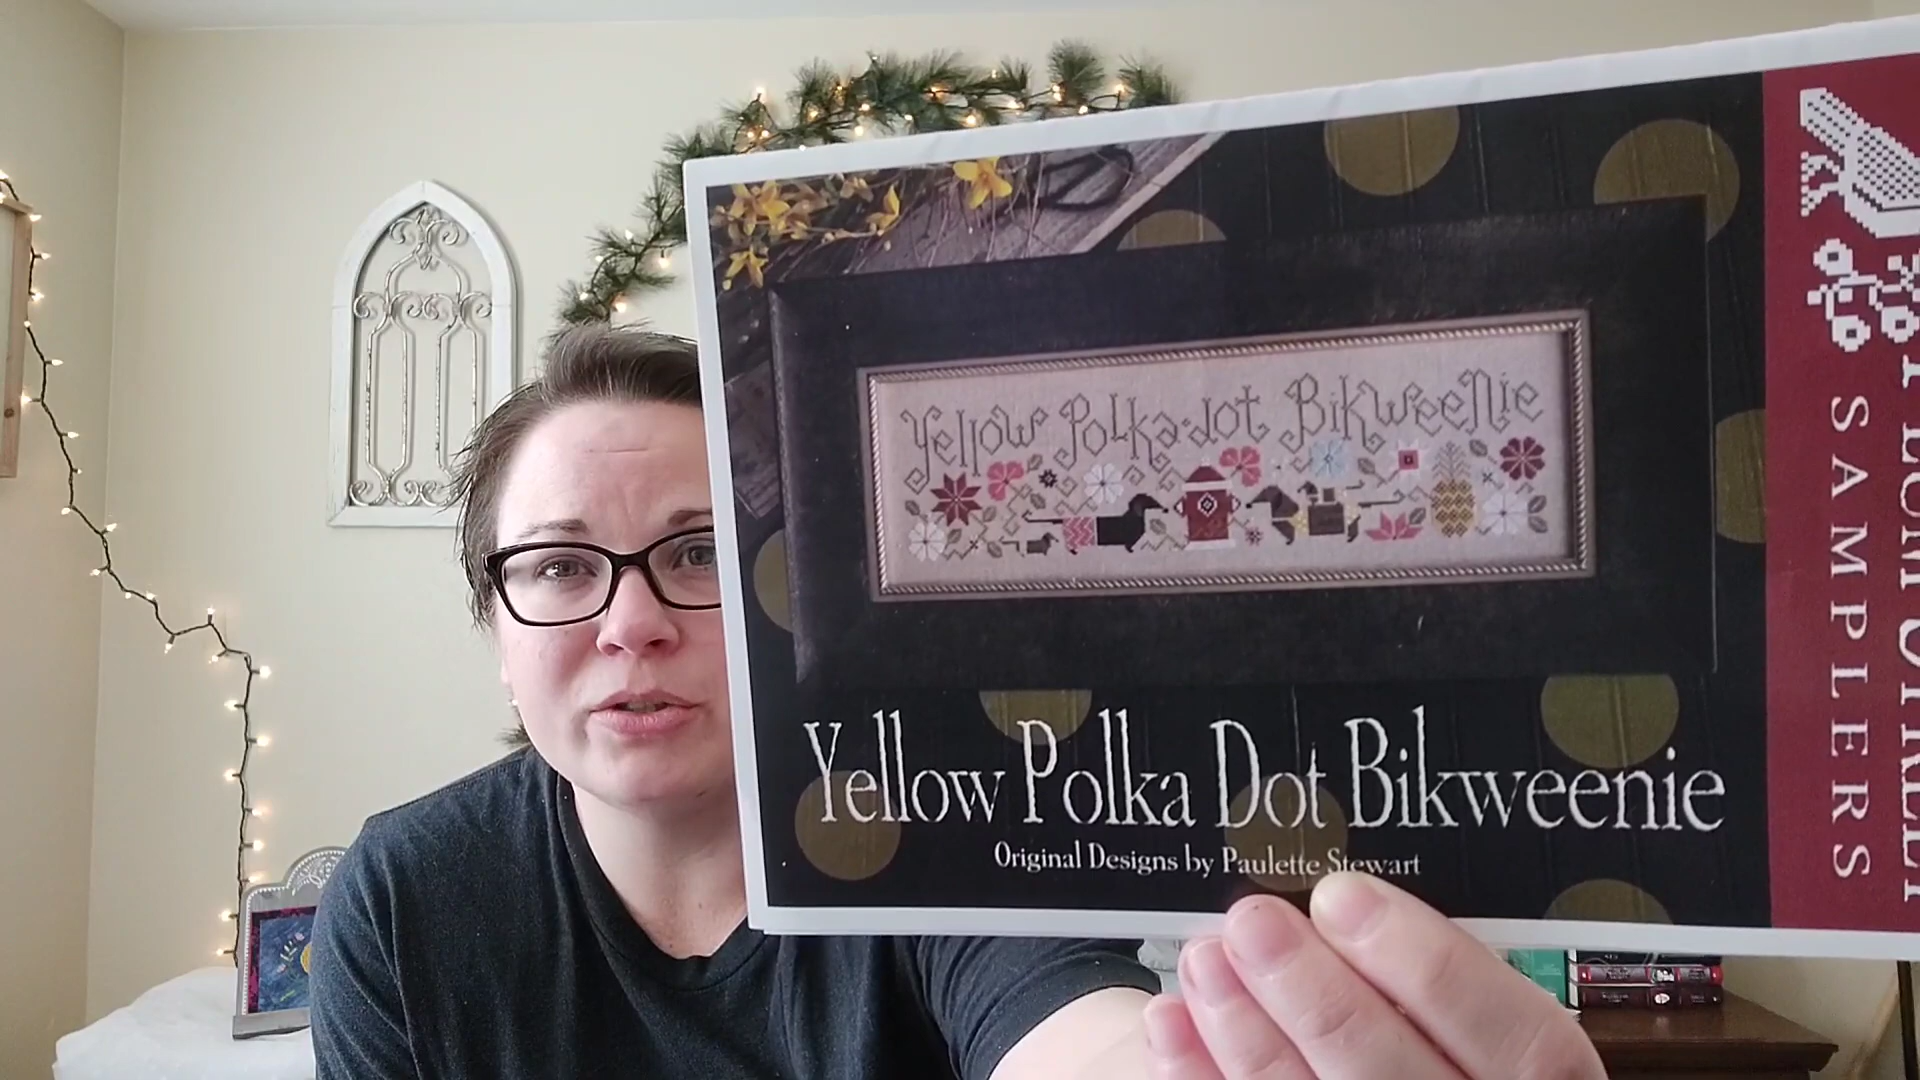 Yellow Polka·dot Bikweenie
Yellow Polka Dot Bikweenie
Original Designs by Paulette Stewart
SAMPLERS